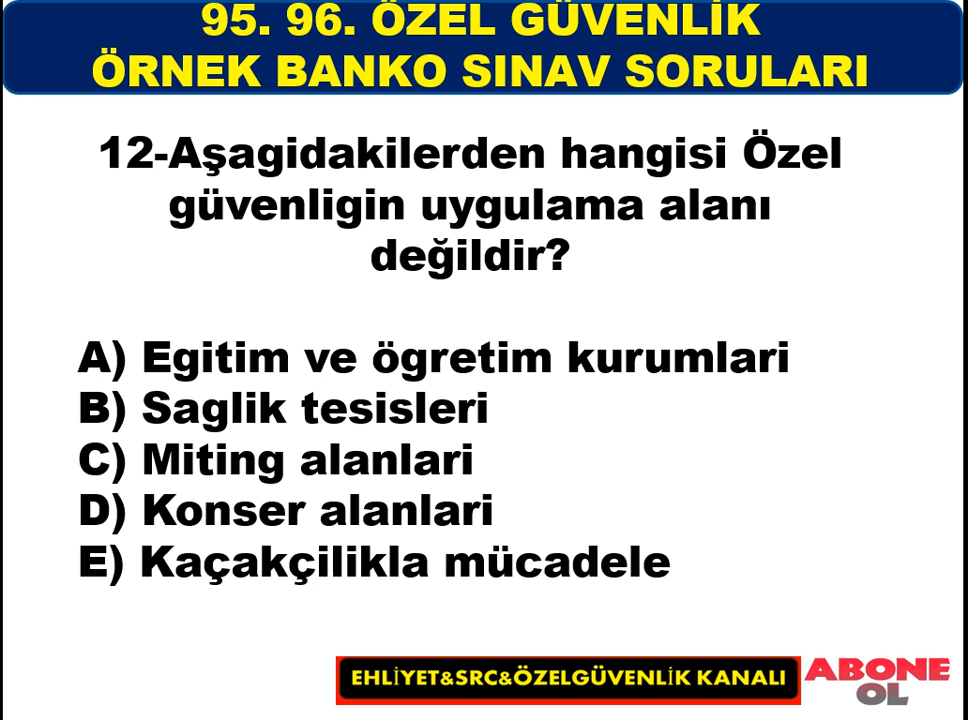 95. 96. ÖZEL GÜVENLİK
ÖRNEK BANKO SINAV SORULARI
12-Aşagidakilerden hangisi Özel
güvenligin uygulama alanı
değildir?
A) Egitim ve ögretim kurumlari
B) Saglik tesisleri
C) Miting alanlari
D) Konser alanlari
E) Kaçakçilikla mücadele
EHLİYET&SRC&ÖZELGÜVENLİK KANALI
ABONE
OL